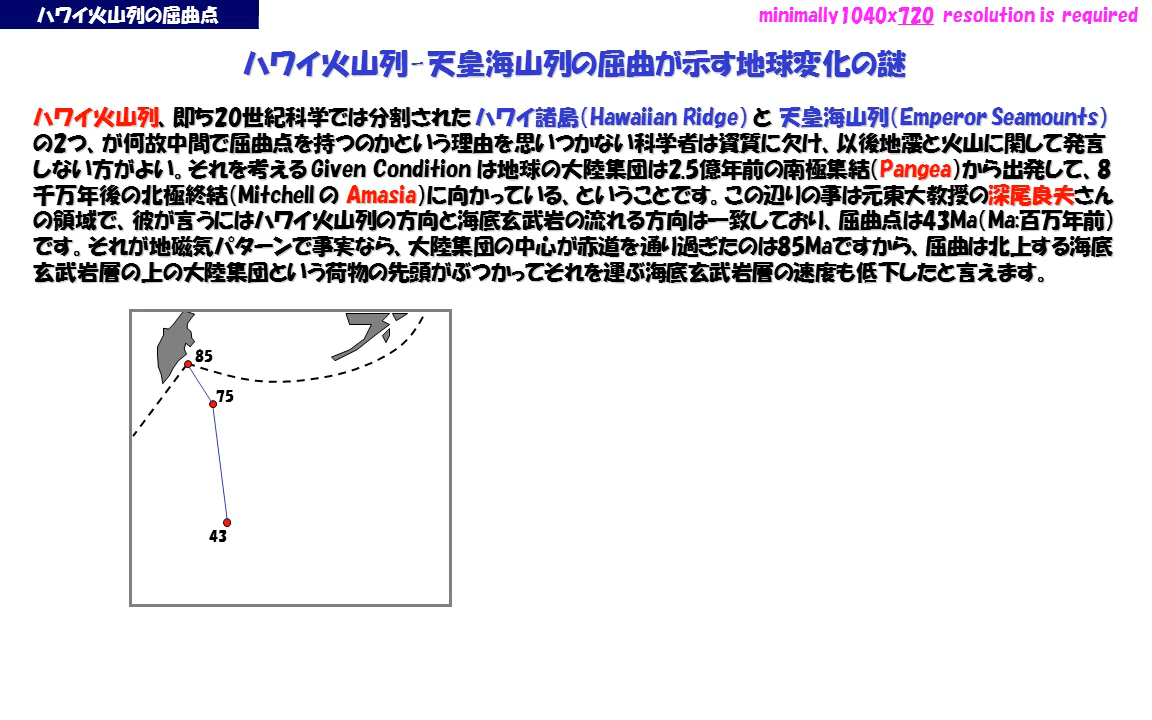 ハワイ火山列の屈曲点
minimally1040x720 resolution is required
ハワイ火山列-天皇海山列の屈曲が示す地球変化の謎
ハワイ火山列、即ち20世紀科学では分割されたハワイ諸島(Hawaiian Ridge)と 天皇海山列(Emperor Seamounts)
の2つ、が何故中間で屈曲点を持つのかという理由を思いつかない科学者は資質に欠け、以後地震と火山に関して発言
しない方がよい。それを考えるGiven Condition は地球の大陸集団は2.5億年前の南極集結(Pangea)から出発して、8
千万年後の北極終結(Mitchellの Amasia)に向かっている、ということです。この辺りの事は元東大教授の深尾良夫さん
の領域で、彼が言うにはハワイ火山列の方向と海底玄武岩の流れる方向は一致しており、屈曲点は43Ma(Ma:百万年前)
です。それが地磁気パターンで事実なら、大陸集団の中心が赤道を通り過ぎたのは85Maですから、屈曲は北上する海底
玄武岩層の上の大陸集団という荷物の先頭がぶつかってそれを運ぶ海底玄武岩層の速度も低下したと言えます。
85
75
43